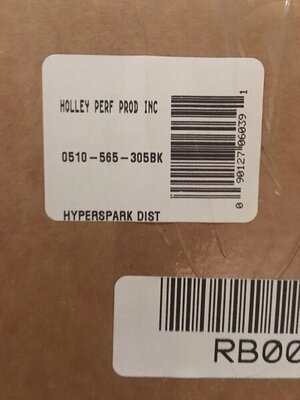 HOLLEY PERF PROD INC
0510-565-305BK
0 90127 06039 1
HYPERSPARK DIST
RB00